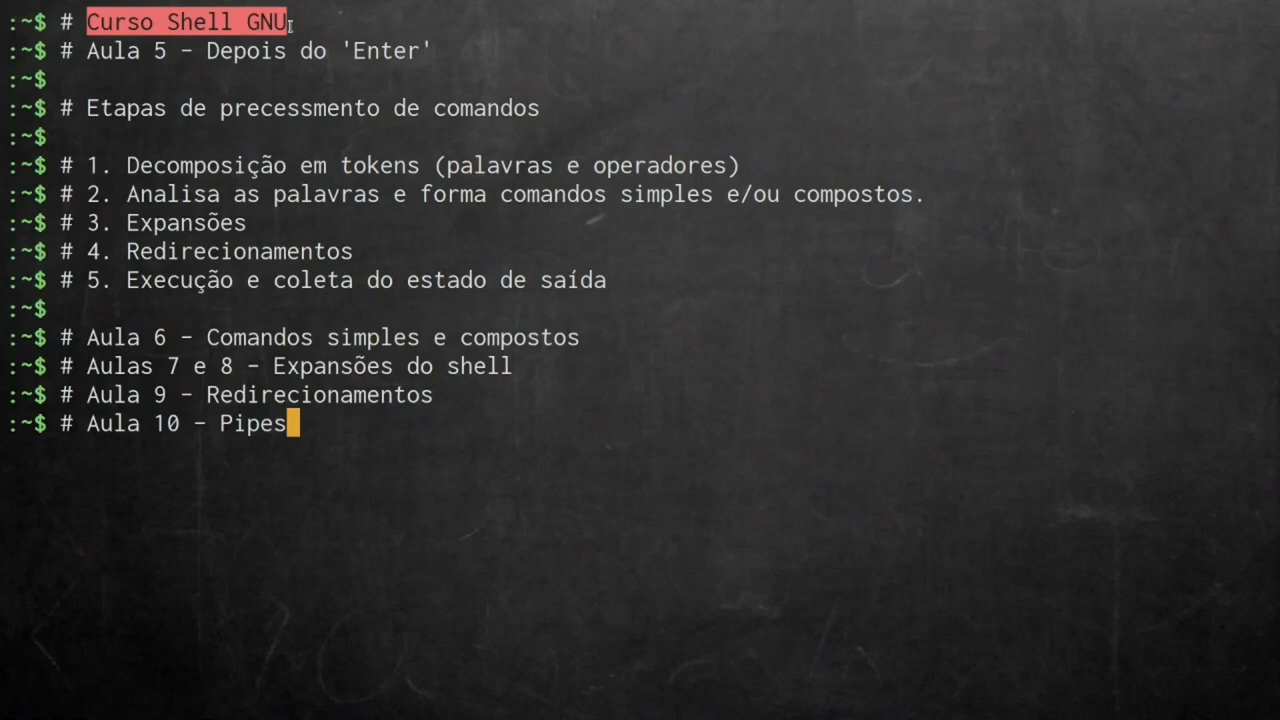 :~$ # Curso Shell GNU
:~$ # Aula 5 - Depois do 'Enter'
:~$
:~$ # Etapas de precessmento de comandos
:~$
:~$ # 1. Decomposição em tokens (palavras e operadores)
:~$ # 2. Analisa as palavras e forma comandos simples e/ou compostos.
:~$ # 3. Expansões
:~$ # 4. Redirecionamentos
:~$ # 5. Execução e coleta do estado de saída
:~$
:~$ # Aula 6 - Comandos simples e compostos
:~$ # Aulas 7 e 8 - Expansões do shell
:~$ # Aula 9 - Redirecionamentos
:~$ # Aula 10 - Pipes